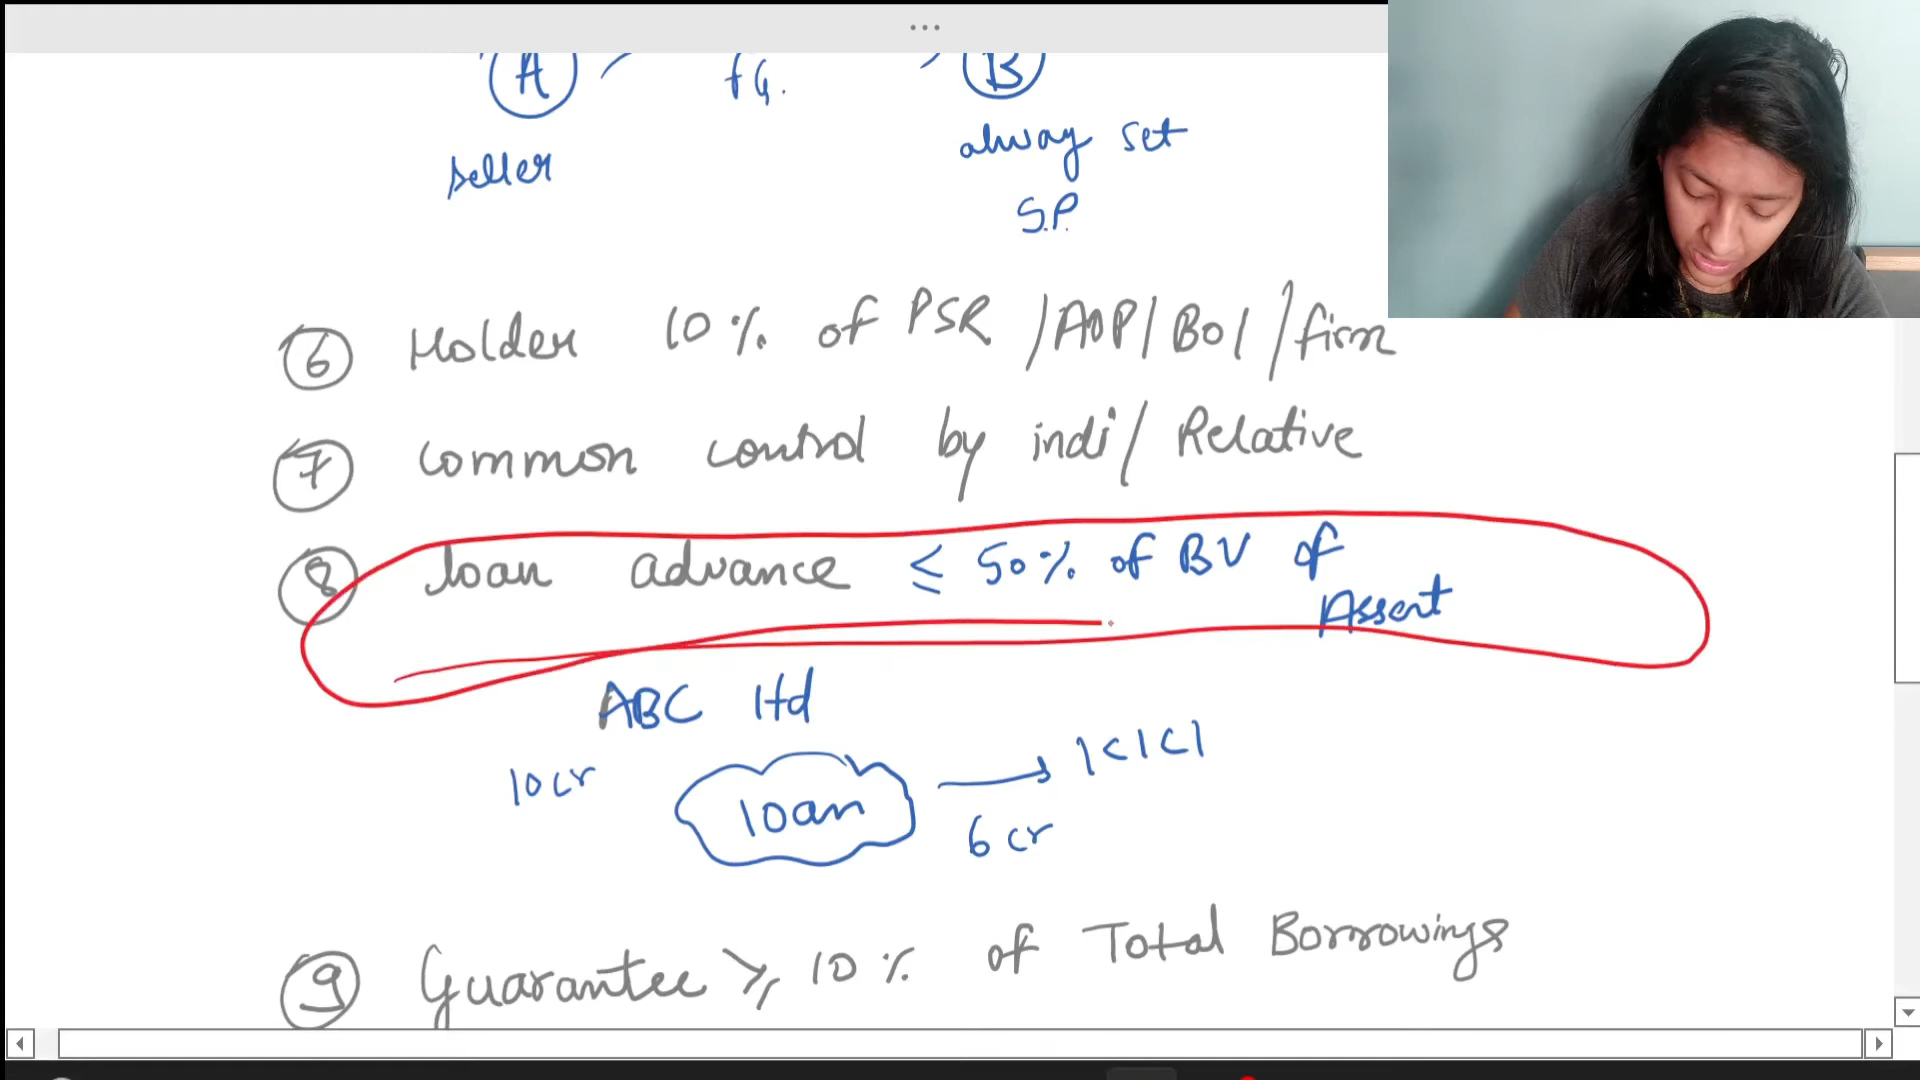 A f G. B
seller
alway set
S.P.
6 Holder 10% of PSR /AOP/BOI/firm
7 common control by indi/ Relative
8 loan advance ≤ 50% of BV of
Assent
ABC ltd
10 cr loan → ICICI
6 cr
9 Guarantee ≥ 10% of Total Borrowings